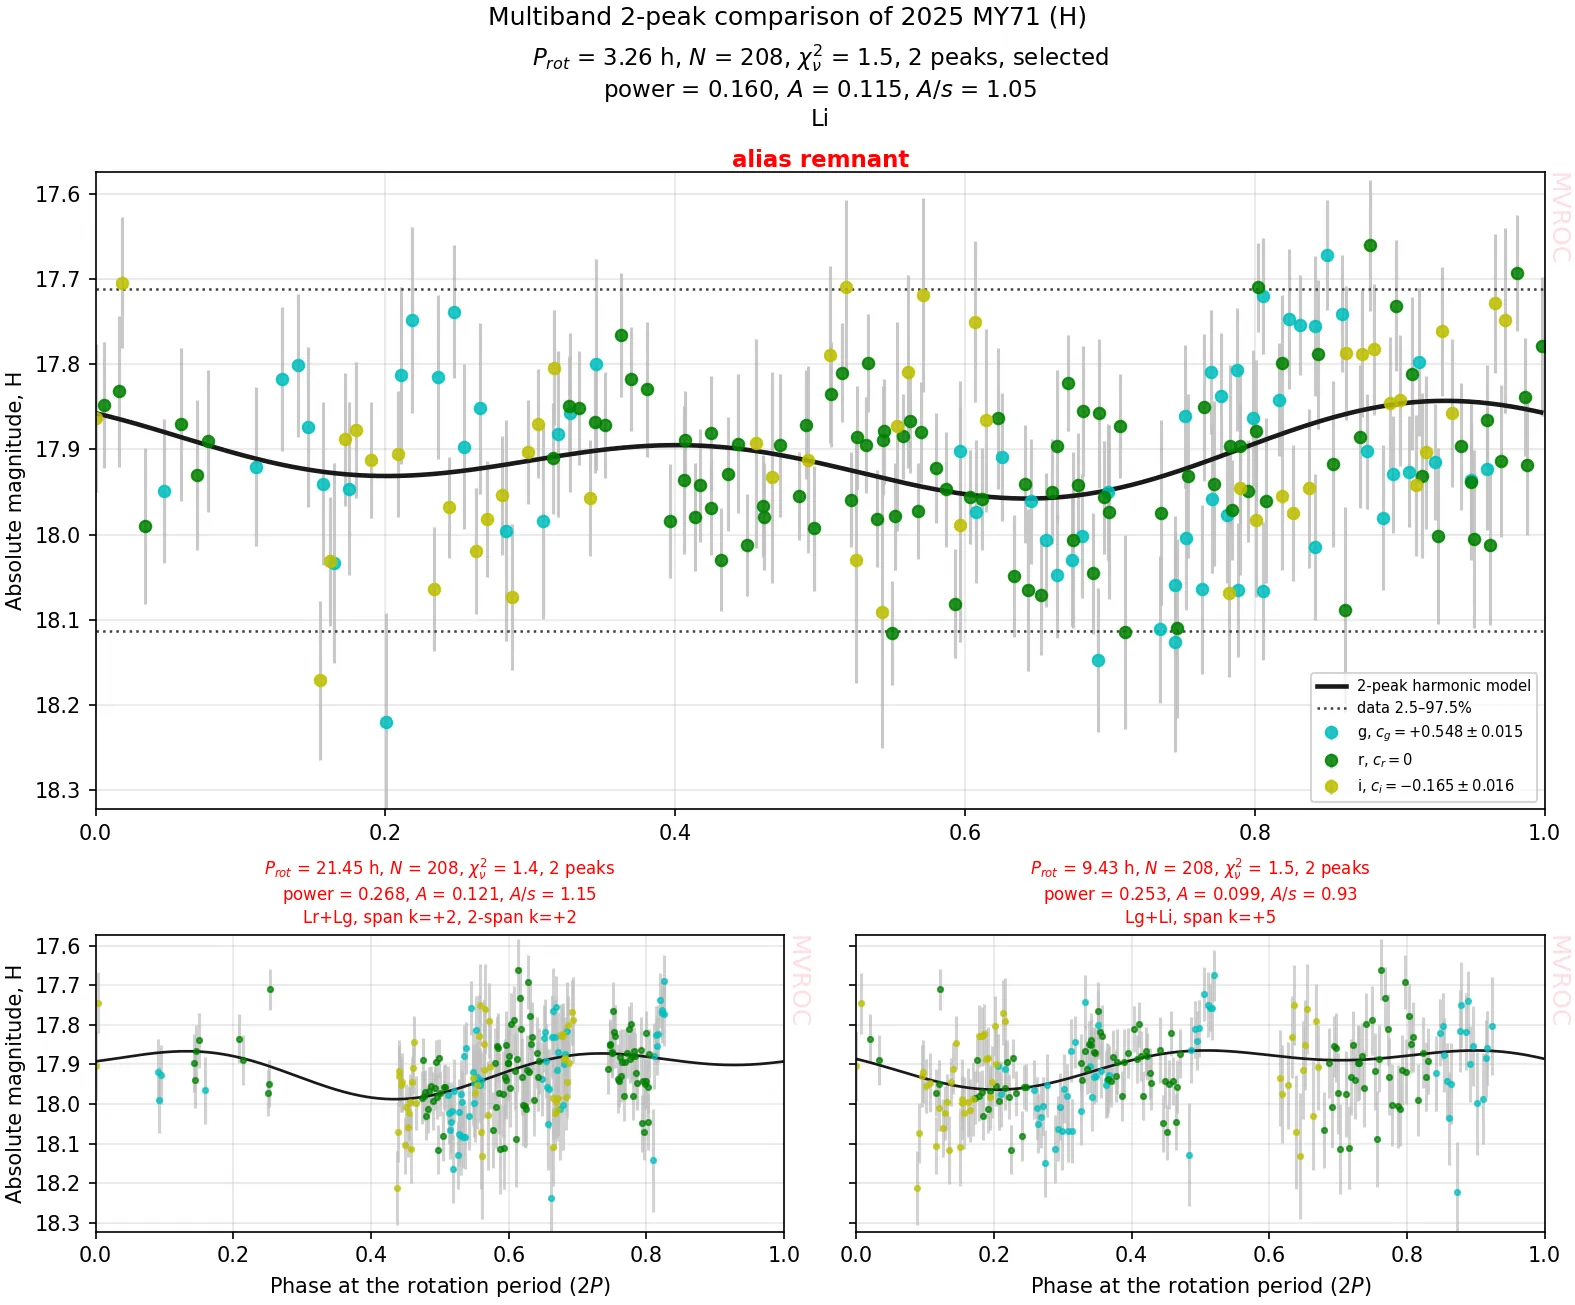 Multiband 2-peak comparison of 2025 MY71 (H)
P_rot = 3.26 h, N = 208, χ²_ν = 1.5, 2 peaks, selected
power = 0.160, A = 0.115, A/s = 1.05
Li
alias remnant
MVROC
Absolute magnitude, H
17.6
17.7
17.8
17.9
18.0
18.1
18.2
18.3
2-peak harmonic model
data 2.5–97.5%
g, c_g = +0.548 ± 0.015
r, c_r = 0
i, c_i = −0.165 ± 0.016
0.0 0.2 0.4 0.6 0.8 1.0
P_rot = 21.45 h, N = 208, χ²_ν = 1.4, 2 peaks
power = 0.268, A = 0.121, A/s = 1.15
Lr+Lg, span k=+2, 2-span k=+2
MVROC
Absolute magnitude, H
17.6
17.7
17.8
17.9
18.0
18.1
18.2
18.3
0.0 0.2 0.4 0.6 0.8 1.0
Phase at the rotation period (2P)
P_rot = 9.43 h, N = 208, χ²_ν = 1.5, 2 peaks
power = 0.253, A = 0.099, A/s = 0.93
Lg+Li, span k=+5
MVROC
0.0 0.2 0.4 0.6 0.8 1.0
Phase at the rotation period (2P)